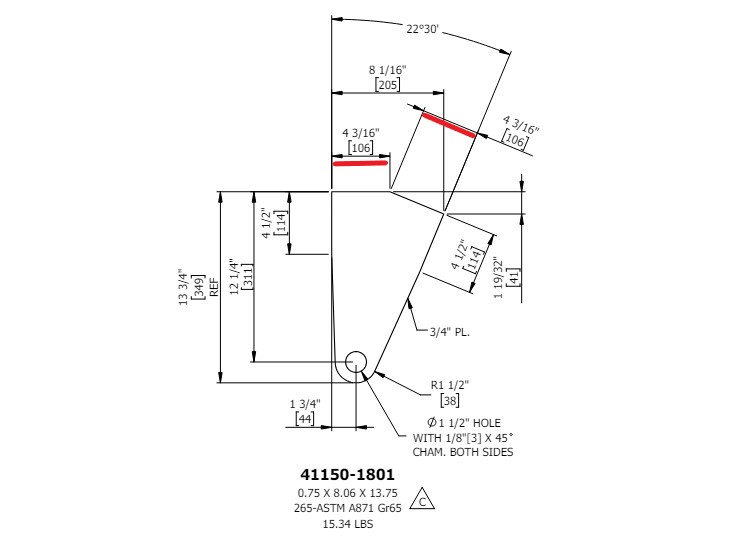 22°30'
8 1/16"
[205]
4 3/16"
[106]
4 3/16"
[106]
4 1/2"
[114]
12 1/4"
[311]
13 3/4"
[349]
REF
4 1/2"
[114]
1 19/32"
[41]
3/4" PL.
R1 1/2"
[38]
1 3/4"
[44]
Ø1 1/2" HOLE
WITH 1/8"[3] X 45°
CHAM. BOTH SIDES
41150-1801
0.75 X 8.06 X 13.75
265-ASTM A871 Gr65
C
15.34 LBS